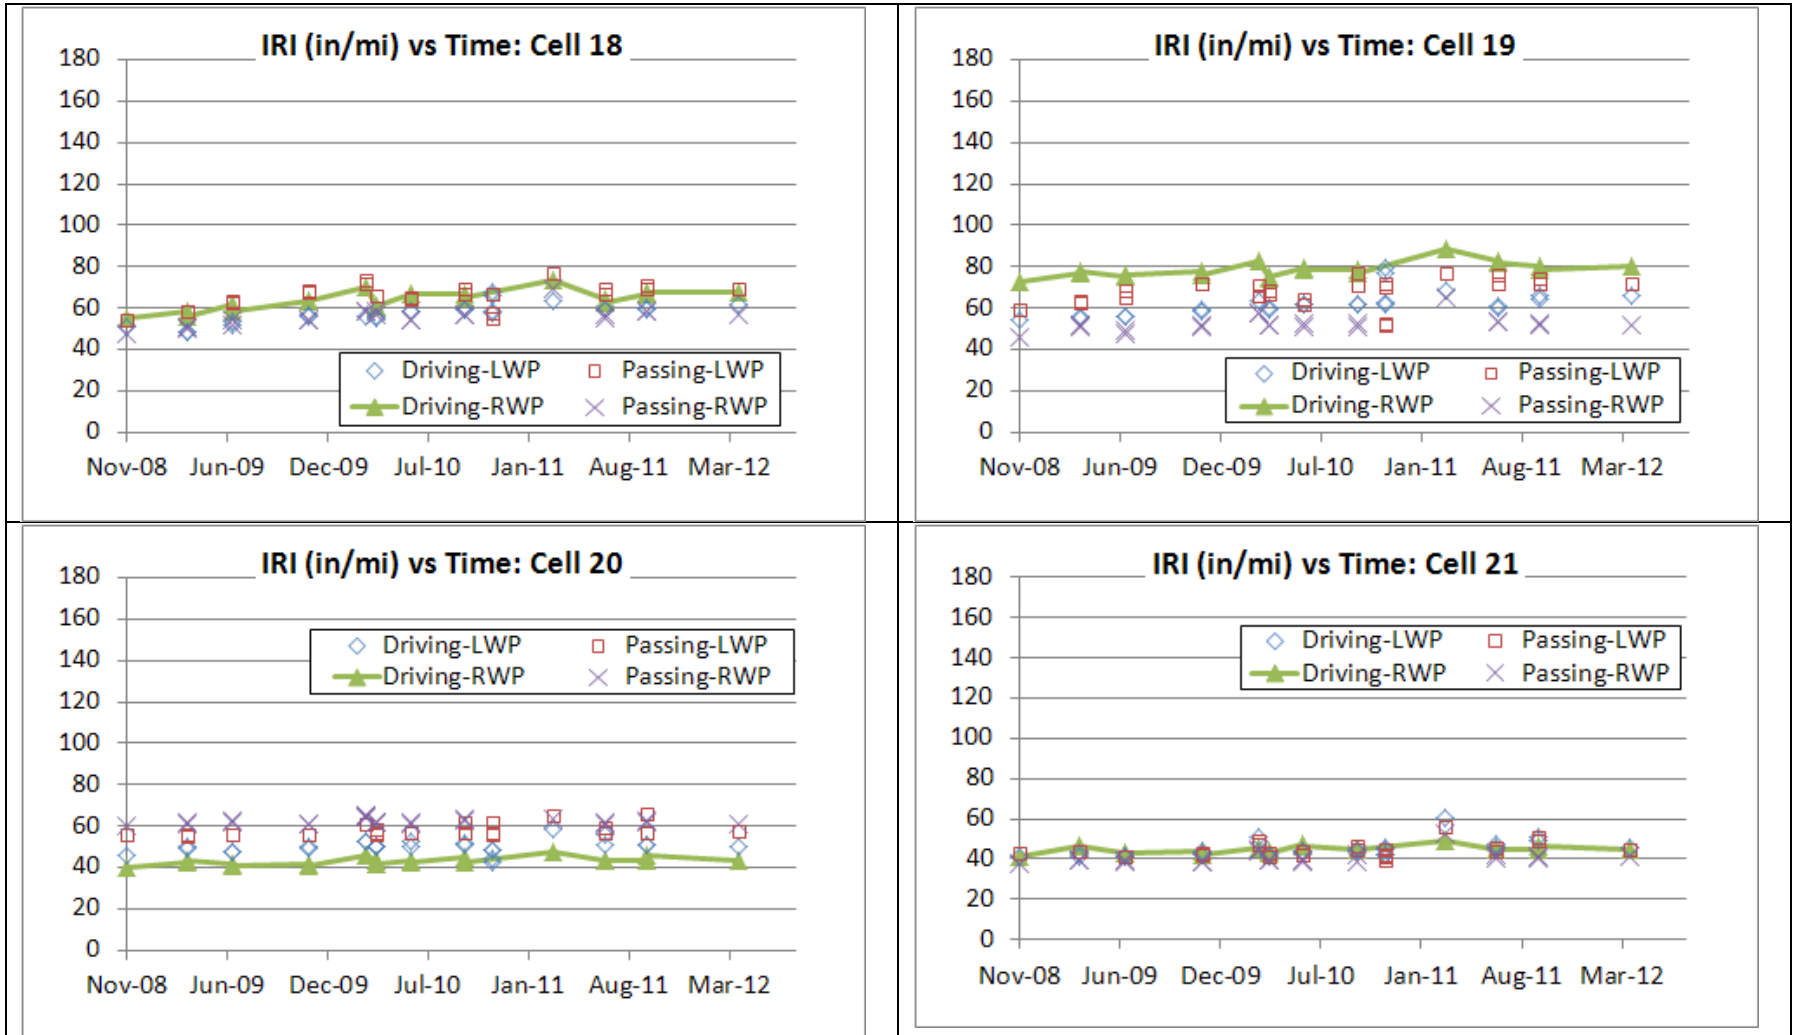 IRI (in/mi) vs Time: Cell 18
180
160
140
120
100
80
60
40
20
0
Driving-LWP Passing-LWP
Driving-RWP Passing-RWP
Nov-08 Jun-09 Dec-09 Jul-10 Jan-11 Aug-11 Mar-12
IRI (in/mi) vs Time: Cell 19
180
160
140
120
100
80
60
40
20
0
Driving-LWP Passing-LWP
Driving-RWP Passing-RWP
Nov-08 Jun-09 Dec-09 Jul-10 Jan-11 Aug-11 Mar-12
IRI (in/mi) vs Time: Cell 20
180
160
140
120
100
80
60
40
20
0
Driving-LWP Passing-LWP
Driving-RWP Passing-RWP
Nov-08 Jun-09 Dec-09 Jul-10 Jan-11 Aug-11 Mar-12
IRI (in/mi) vs Time: Cell 21
180
160
140
120
100
80
60
40
20
0
Driving-LWP Passing-LWP
Driving-RWP Passing-RWP
Nov-08 Jun-09 Dec-09 Jul-10 Jan-11 Aug-11 Mar-12